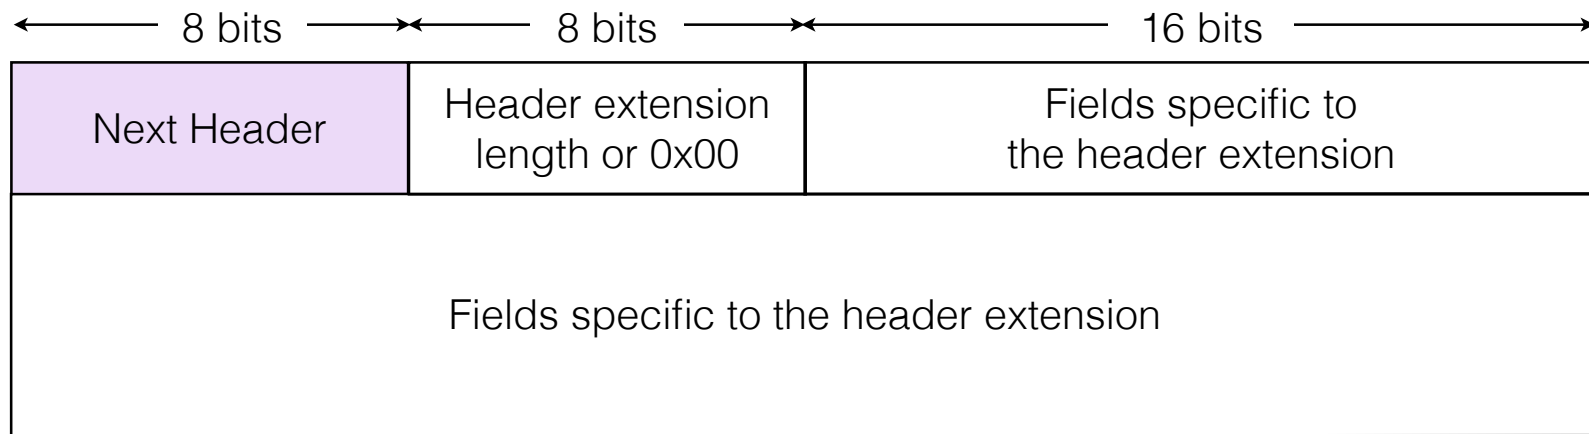 8 bits 8 bits 16 bits
Next Header
Header extension
length or 0x00
Fields specific to
the header extension
Fields specific to the header extension